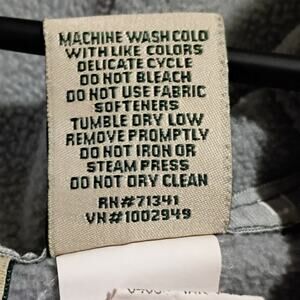 MACHINE WASH COLD
WITH LIKE COLORS
DELICATE CYCLE
DO NOT BLEACH
DO NOT USE FABRIC
SOFTENERS
TUMBLE DRY LOW
REMOVE PROMPTLY
DO NOT IRON OR
STEAM PRESS
DO NOT DRY CLEAN
RN#71341
VN#1002949